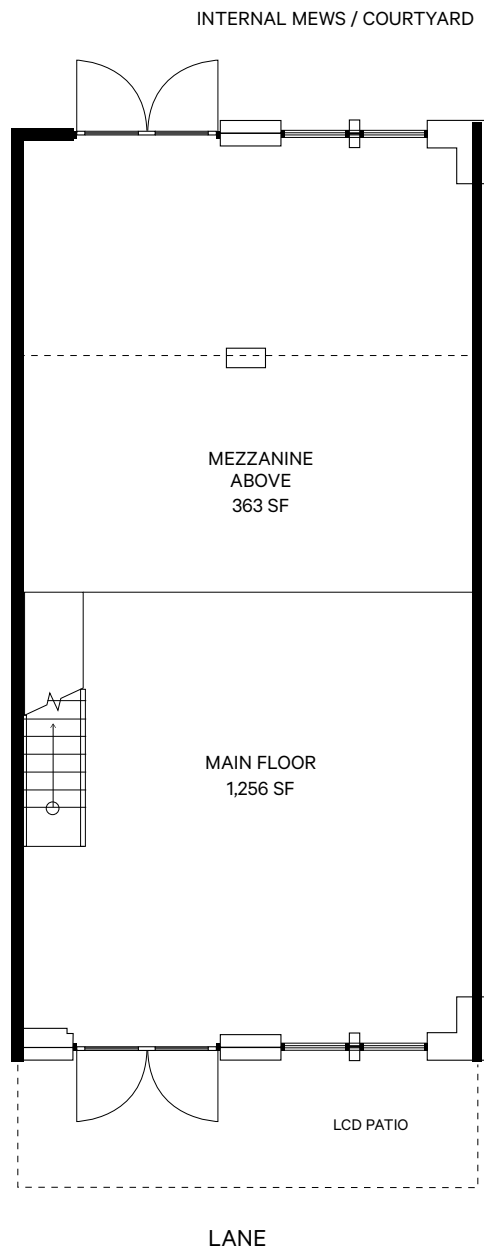 INTERNAL MEWS / COURTYARD
MEZZANINE
ABOVE
363 SF
MAIN FLOOR
1,256 SF
LCD PATIO
LANE